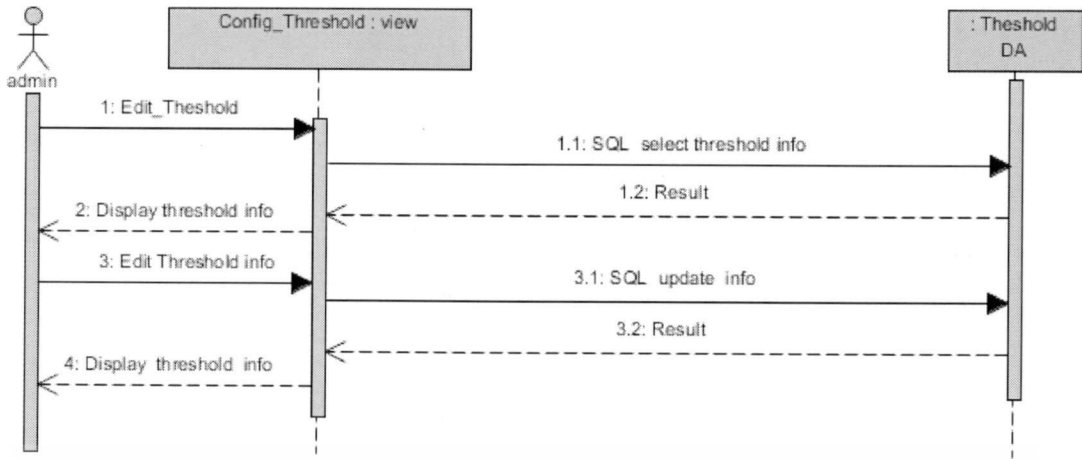 Config_Threshold : view
: Theshold
DA
admin
1: Edit_Theshold
1.1: SQL select threshold info
1.2: Result
2: Display threshold info
3: Edit Threshold info
3.1: SQL update info
3.2: Result
4: Display threshold info